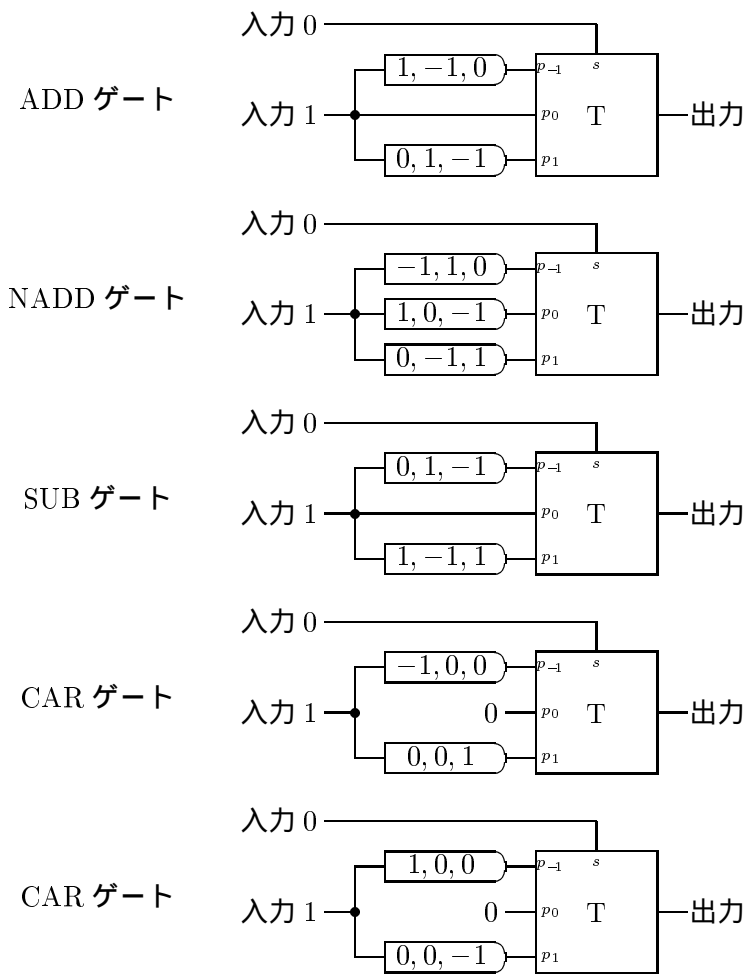 入力 0
1, −1, 0
p−1
s
ADD ゲート
入力 1
p0
T
出力
0, 1, −1
p1
入力 0
−1, 1, 0
p−1
s
NADD ゲート
入力 1
1, 0, −1
p0
T
出力
0, −1, 1
p1
入力 0
0, 1, −1
p−1
s
SUB ゲート
入力 1
p0
T
出力
1, −1, 1
p1
入力 0
−1, 0, 0
p−1
s
CAR ゲート
入力 1
0
p0
T
出力
0, 0, 1
p1
入力 0
1, 0, 0
p−1
s
CAR ゲート
入力 1
0
p0
T
出力
0, 0, −1
p1